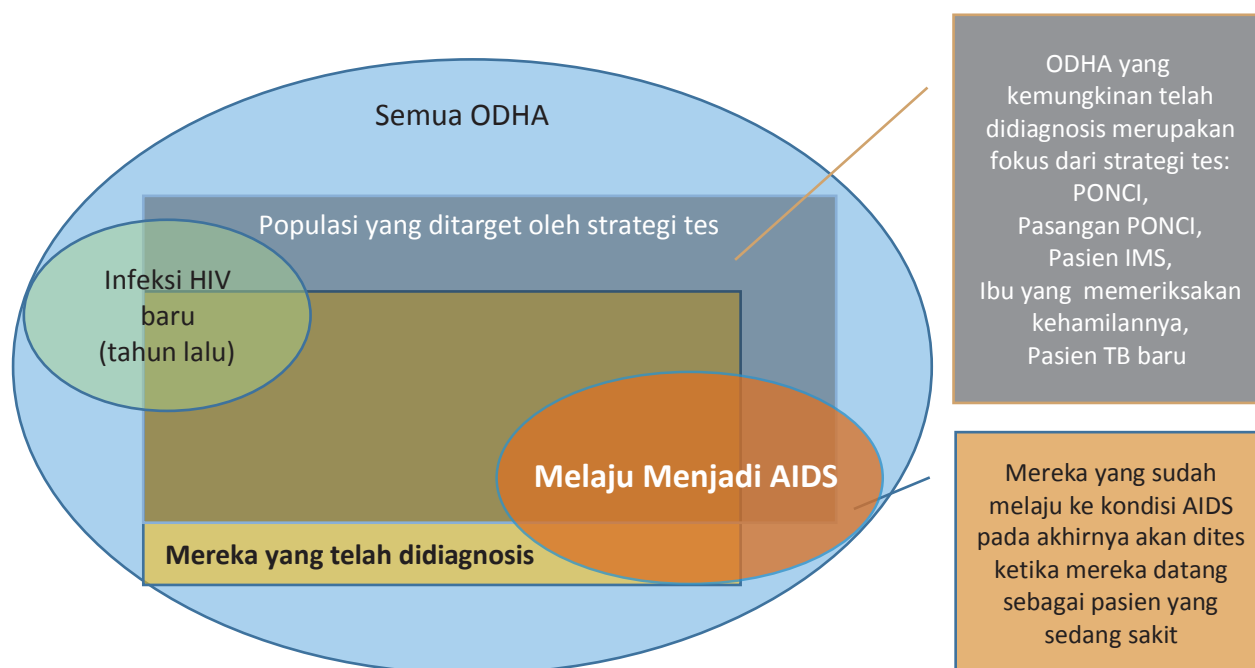 Semua ODHA
Populasi yang ditarget oleh strategi tes
Infeksi HIV
baru
(tahun lalu)
Melaju Menjadi AIDS
Mereka yang telah didiagnosis
ODHA yang
kemungkinan telah
didiagnosis merupakan
fokus dari strategi tes:
PONCI,
Pasangan PONCI,
Pasien IMS,
Ibu yang memeriksakan
kehamilannya,
Pasien TB baru
Mereka yang sudah
melaju ke kondisi AIDS
pada akhirnya akan dites
ketika mereka datang
sebagai pasien yang
sedang sakit